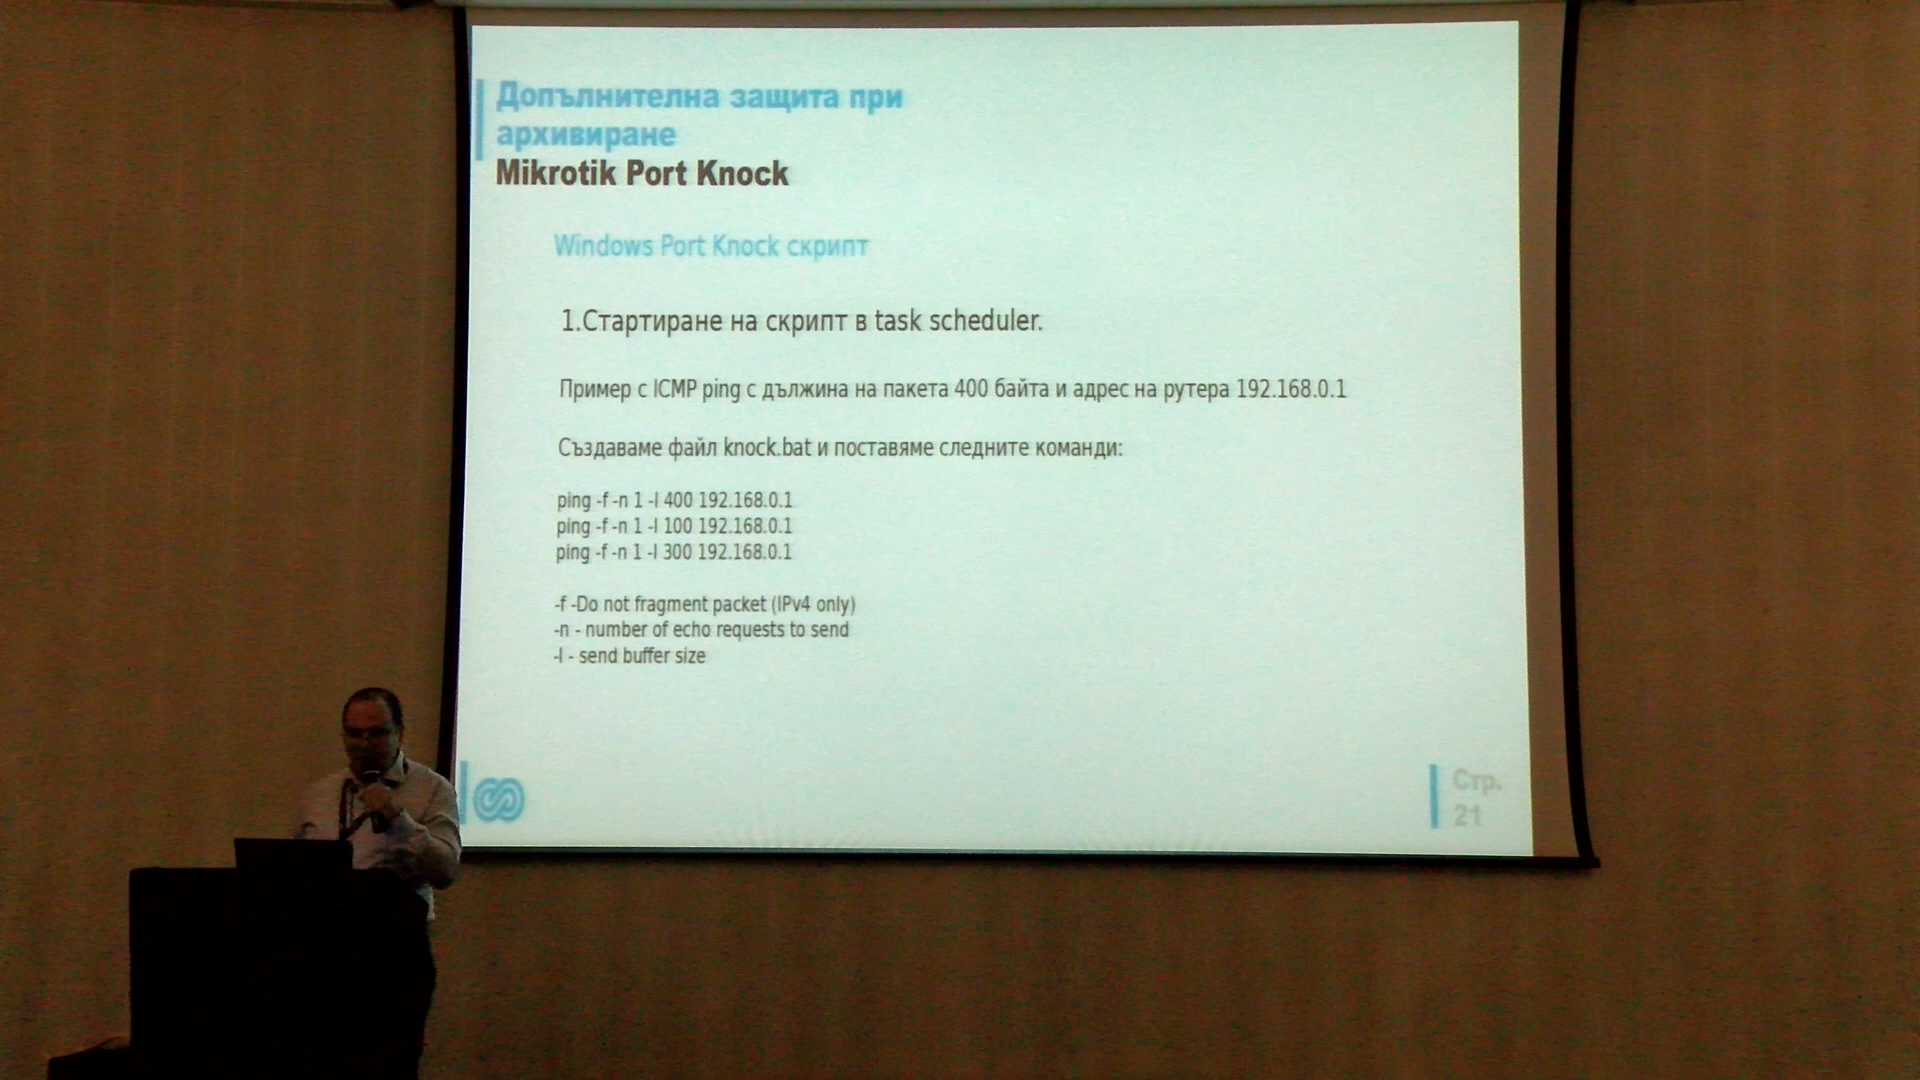 Допълнителна защита при
архивиране
Mikrotik Port Knock
Windows Port Knock скрипт
1.Стартиране на скрипт в task scheduler.
Пример с ICMP ping с дължина на пакета 400 байта и адрес на рутера 192.168.0.1
Създаваме файл knock.bat и поставяме следните команди:
ping -f -n 1 -l 400 192.168.0.1
ping -f -n 1 -l 100 192.168.0.1
ping -f -n 1 -l 300 192.168.0.1
-f -Do not fragment packet (IPv4 only)
-n - number of echo requests to send
-l - send buffer size
Стр.
21